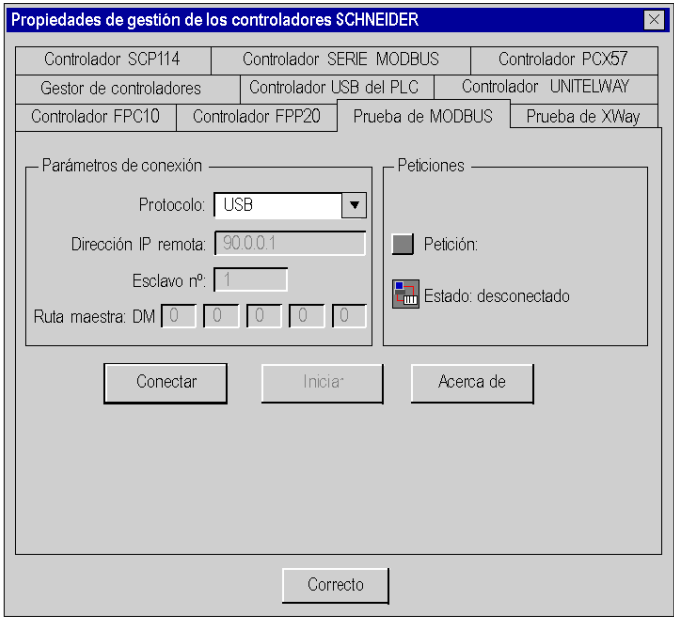 Propiedades de gestión de los controladores SCHNEIDER
Controlador SCP114 Controlador SERIE MODBUS Controlador PCX57
Gestor de controladores Controlador USB del PLC Controlador UNITELWAY
Controlador FPC10 Controlador FPP20 Prueba de MODBUS Prueba de XWay
Parámetros de conexión Peticiones
Protocolo: USB
Dirección IP remota: 90.0.0.1 Petición:
Esclavo nº: 1
Estado: desconectado
Ruta maestra: DM 0 0 0 0 0
Conectar Iniciar Acerca de
Correcto